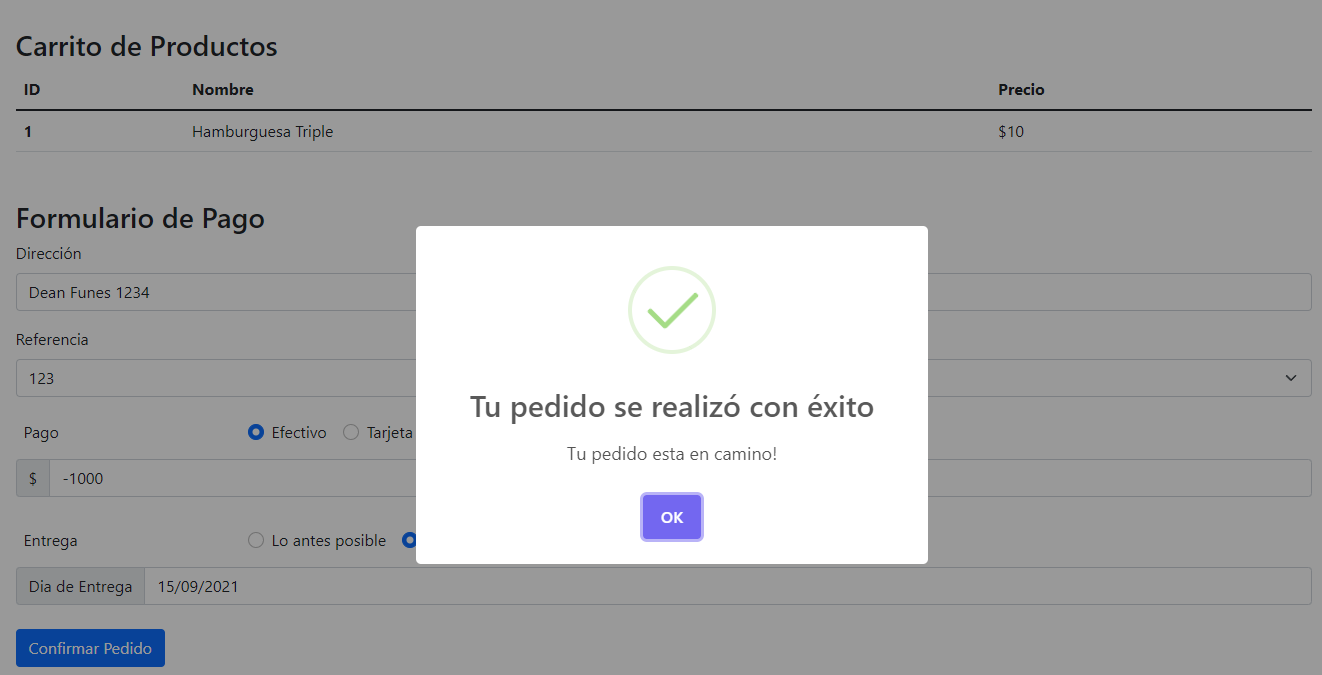 Carrito de Productos
ID Nombre Precio
1 Hamburguesa Triple $10
Formulario de Pago
Dirección
Dean Funes 1234
Referencia
123
Pago Efectivo Tarjeta
$ -1000
Entrega Lo antes posible
Dia de Entrega 15/09/2021
Confirmar Pedido
Tu pedido se realizó con éxito
Tu pedido esta en camino!
OK